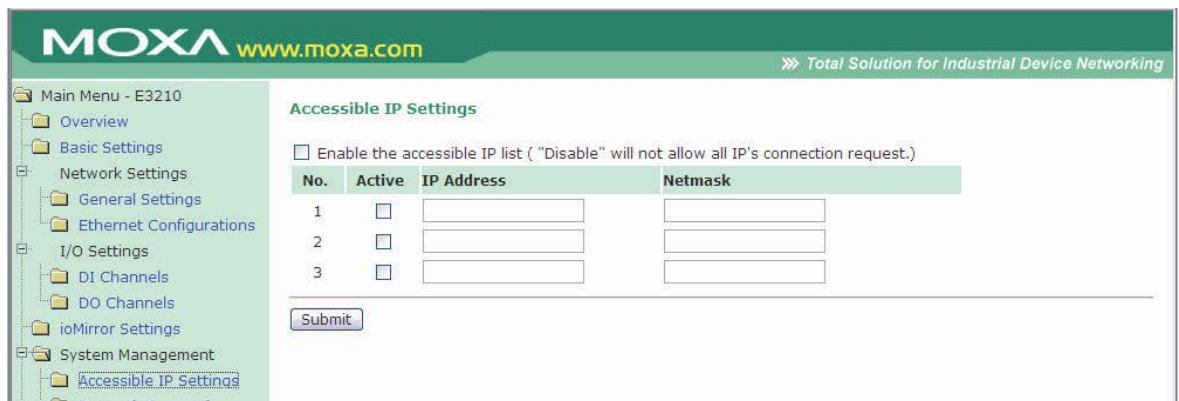 MOXA www.moxa.com
Total Solution for Industrial Device Networking
Main Menu - E3210
Overview
Basic Settings
Network Settings
General Settings
Ethernet Configurations
I/O Settings
DI Channels
DO Channels
ioMirror Settings
System Management
Accessible IP Settings
Accessible IP Settings
Enable the accessible IP list ( "Disable" will not allow all IP's connection request.)
No. Active IP Address Netmask
1
2
3
Submit